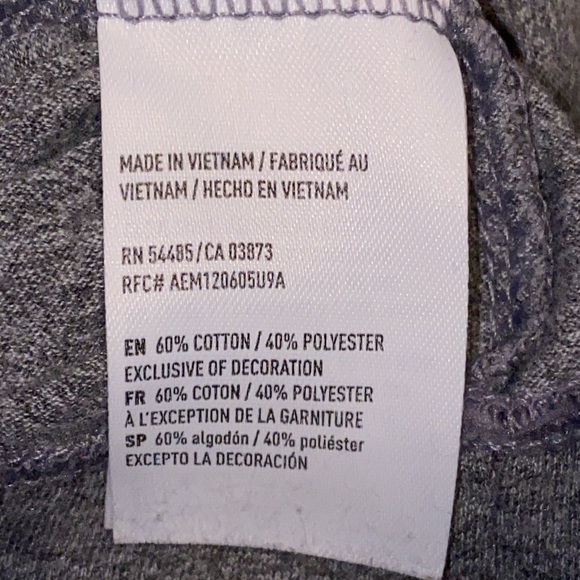 MADE IN VIETNAM / FABRIQUÉ AU
VIETNAM / HECHO EN VIETNAM
RN 54485/CA 03873
RFC# AEM120605U9A
EN 60% COTTON / 40% POLYESTER
EXCLUSIVE OF DECORATION
FR 60% COTON / 40% POLYESTER
À L'EXCEPTION DE LA GARNITURE
SP 60% algodón / 40% poliéster
EXCEPTO LA DECORACIÓN